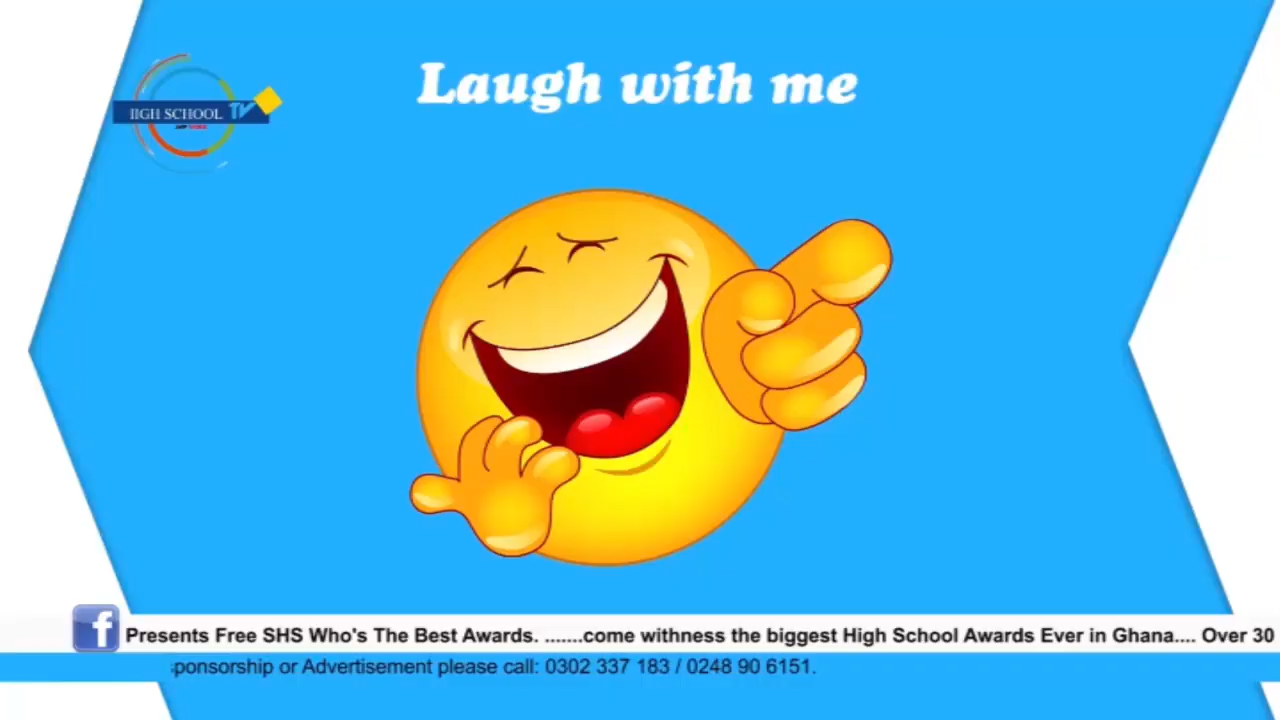 Laugh with me
HIGH SCHOOL TV
Presents Free SHS Who's The Best Awards. .......come withness the biggest High School Awards Ever in Ghana.... Over 30
ponsorship or Advertisement please call: 0302 337 183 / 0248 90 6151.